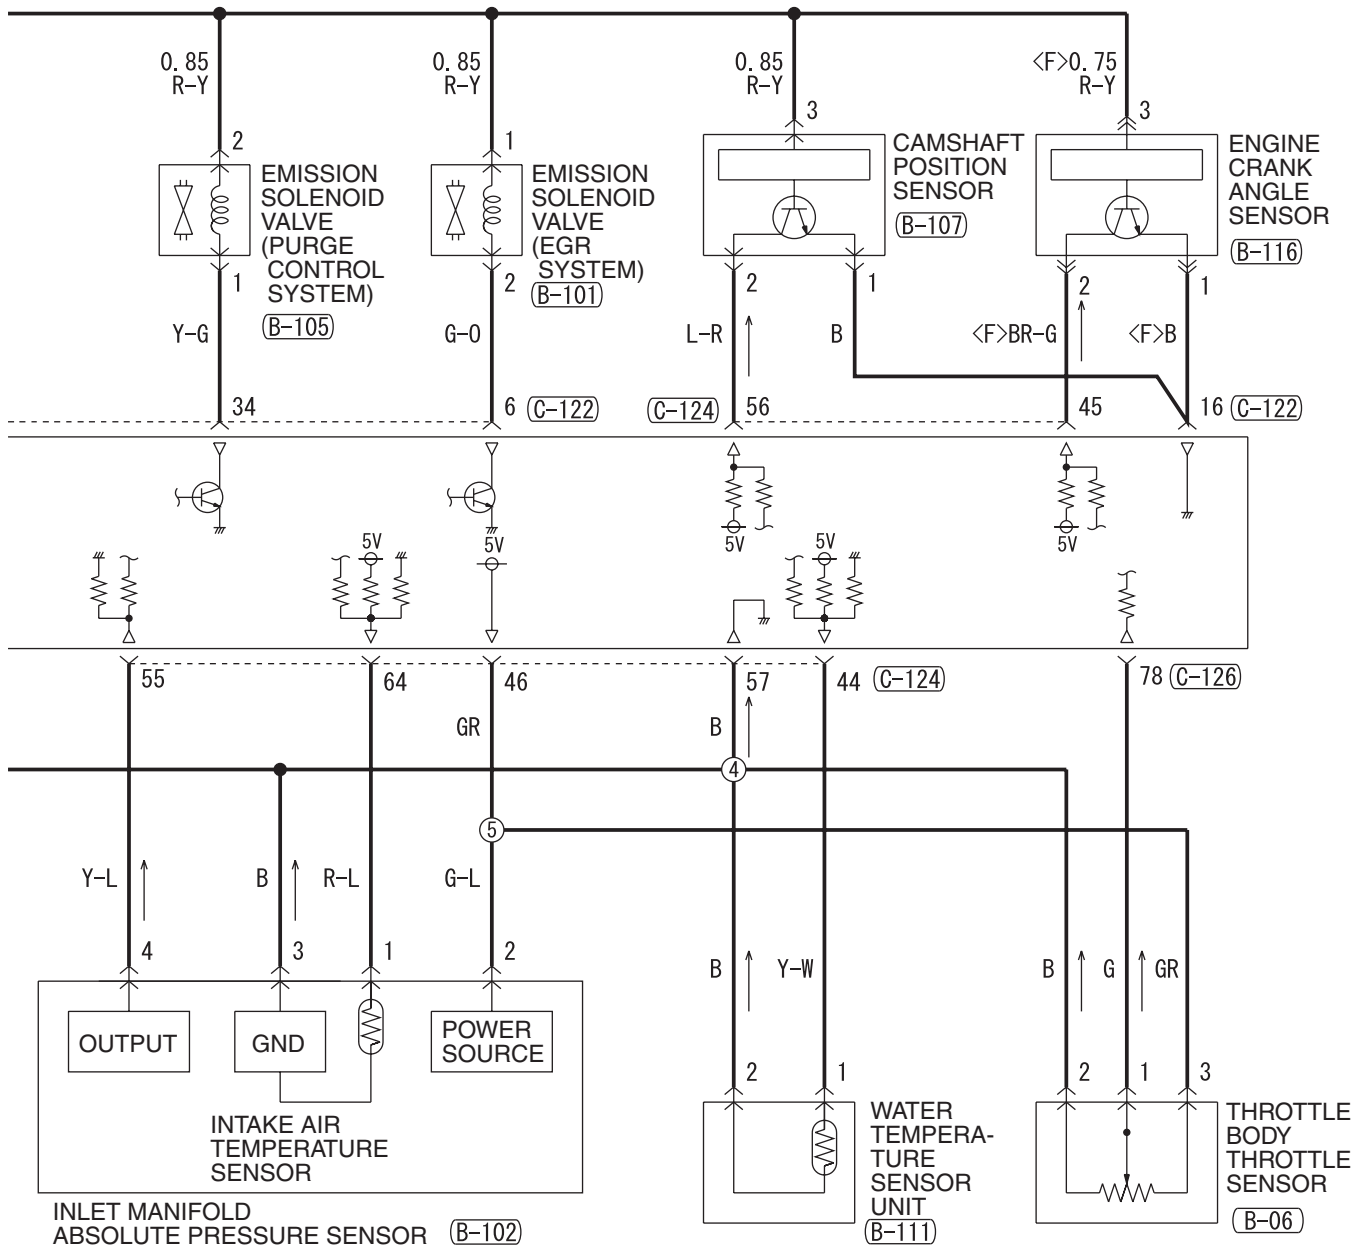 0.85
R-Y
0.85
R-Y
0.85
R-Y
<F>0.75
R-Y
2
1
3
3
EMISSION
SOLENOID
VALVE
(PURGE
CONTROL
SYSTEM)
B-105
EMISSION
SOLENOID
VALVE
(EGR
SYSTEM)
B-101
CAMSHAFT
POSITION
SENSOR
B-107
ENGINE
CRANK
ANGLE
SENSOR
B-116
1
2
2
1
2
1
Y-G
G-O
L-R
B
<F>BR-G
<F>B
34
6
C-122
C-124
56
45
16
C-122
5V
5V
5V
5V
5V
55
64
46
57
44
C-124
78
C-126
GR
B
4
5
Y-L
B
R-L
G-L
4
3
1
2
B
Y-W
B
G
GR
OUTPUT
GND
POWER
SOURCE
2
1
2
1
3
INTAKE AIR
TEMPERATURE
SENSOR
INLET MANIFOLD
ABSOLUTE PRESSURE SENSOR
B-102
WATER
TEMPERA-
TURE
SENSOR
UNIT
B-111
THROTTLE
BODY
THROTTLE
SENSOR
B-06